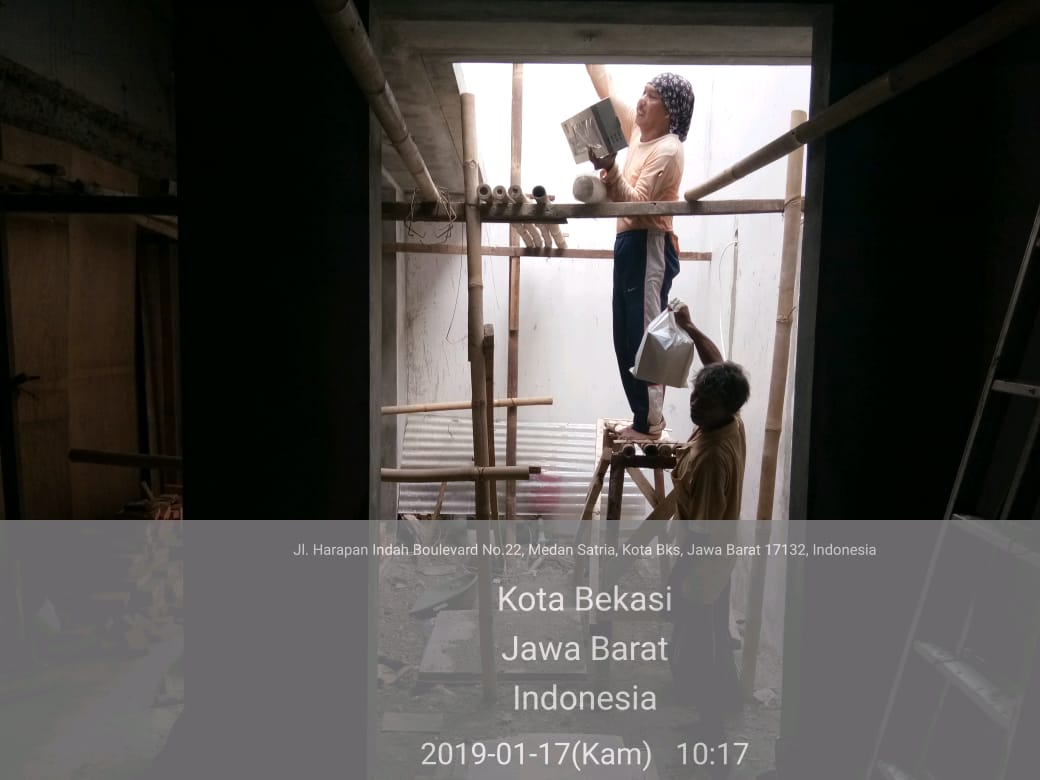 Jl. Harapan Indah Boulevard No.22, Medan Satria, Kota Bks, Jawa Barat 17132, Indonesia
Kota Bekasi
Jawa Barat
Indonesia
2019-01-17(Kam) 10:17